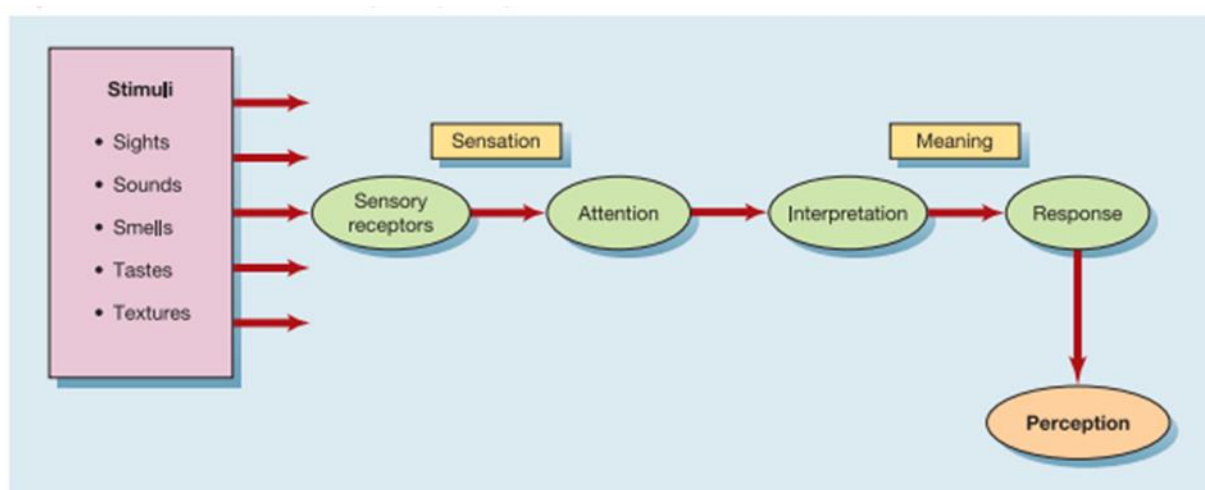 Stimuli
• Sights
• Sounds
• Smells
• Tastes
• Textures
Sensation
Meaning
Sensory
receptors
Attention
Interpretation
Response
Perception